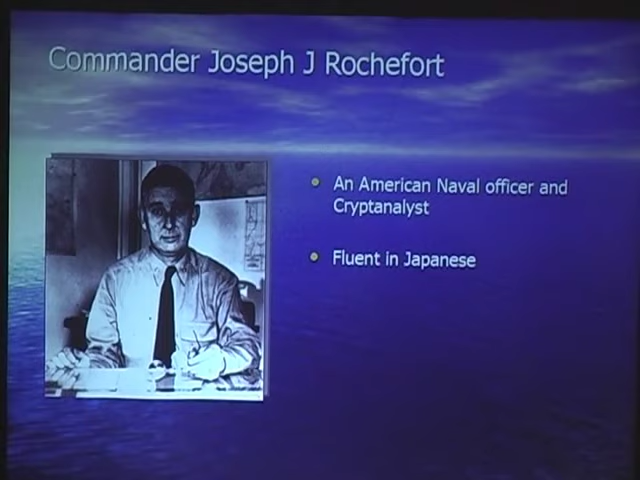 Commander Joseph J Rochefort
An American Naval officer and
Cryptanalyst
Fluent in Japanese